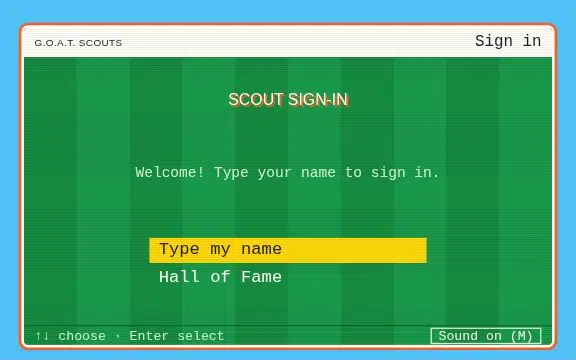 G.O.A.T. SCOUTS
Sign in
SCOUT SIGN-IN
Welcome! Type your name to sign in.
Type my name
Hall of Fame
↑↓ choose · Enter select
Sound on (M)